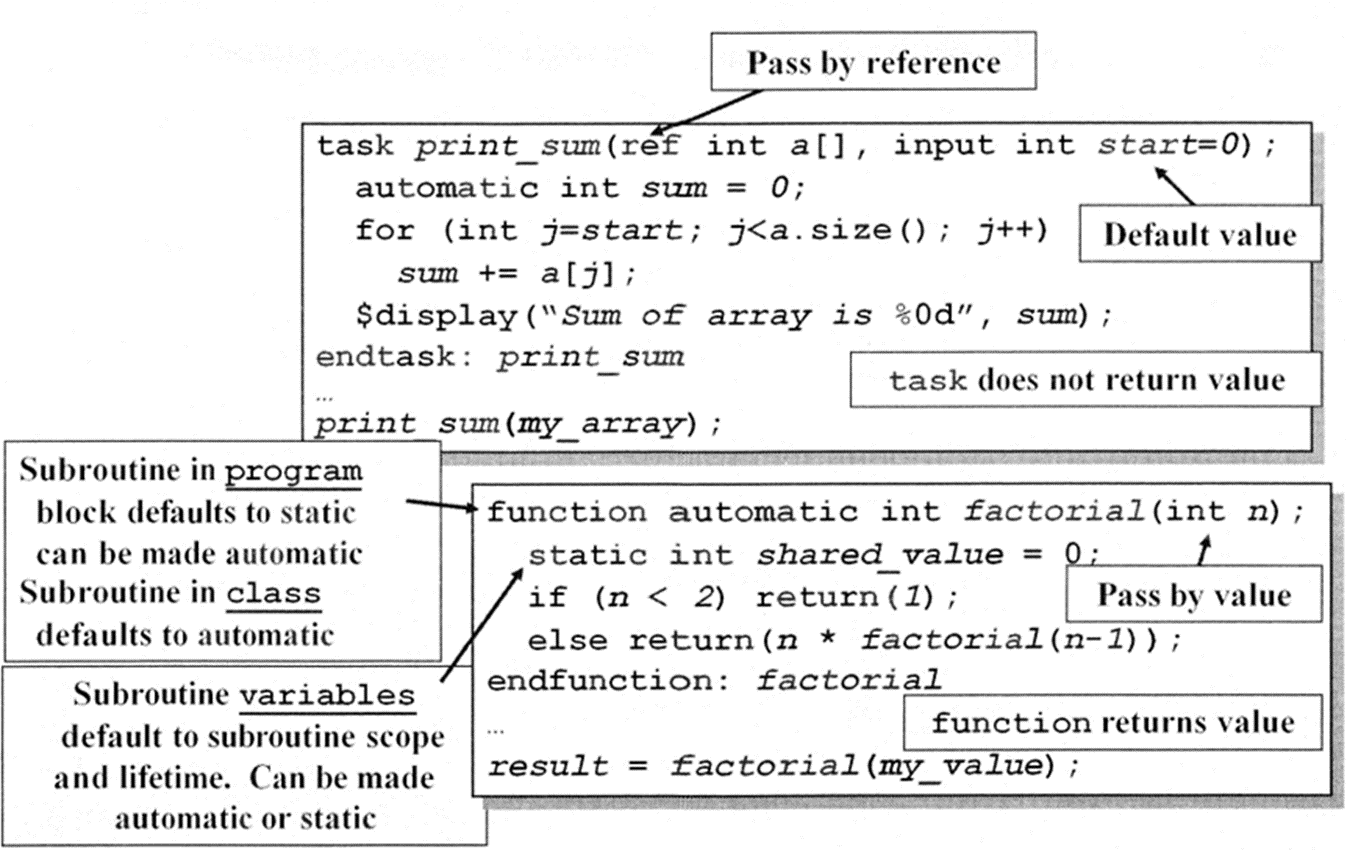 Pass by reference
task print_sum(ref int a[], input int start=0);
automatic int sum = 0;
for (int j=start; j<a.size(); j++)
Default value
sum += a[j];
$display("Sum of array is %0d", sum);
endtask: print_sum
task does not return value
...
print_sum(my_array);
Subroutine in program
block defaults to static
can be made automatic
Subroutine in class
defaults to automatic
function automatic int factorial(int n);
static int shared_value = 0;
if (n < 2) return(1);
Pass by value
else return(n * factorial(n-1));
endfunction: factorial
function returns value
...
result = factorial(my_value);
Subroutine variables
default to subroutine scope
and lifetime. Can be made
automatic or static